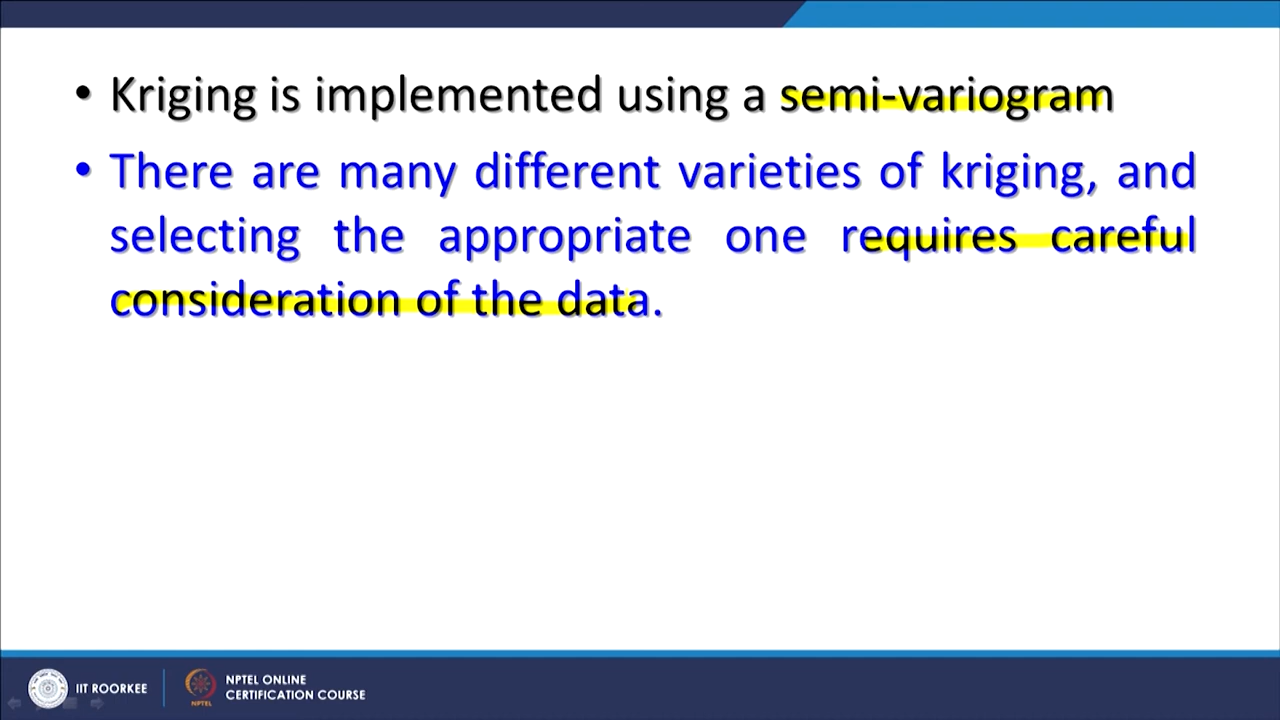 • Kriging is implemented using a semi-variogram
• There are many different varieties of kriging, and
selecting the appropriate one requires careful
consideration of the data.
IIT ROORKEE
NPTEL ONLINE
CERTIFICATION COURSE
NPTEL